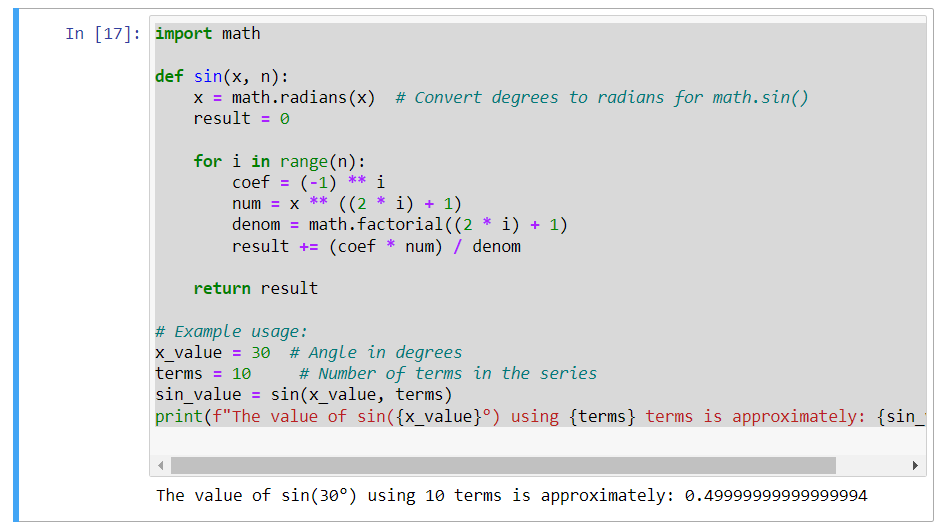 In [17]: import math
def sin(x, n):
    x = math.radians(x)  # Convert degrees to radians for math.sin()
    result = 0
    for i in range(n):
        coef = (-1) ** i
        num = x ** ((2 * i) + 1)
        denom = math.factorial((2 * i) + 1)
        result += (coef * num) / denom
    return result
# Example usage:
x_value = 30  # Angle in degrees
terms = 10     # Number of terms in the series
sin_value = sin(x_value, terms)
print(f"The value of sin({x_value}°) using {terms} terms is approximately: {sin_
The value of sin(30°) using 10 terms is approximately: 0.49999999999999994